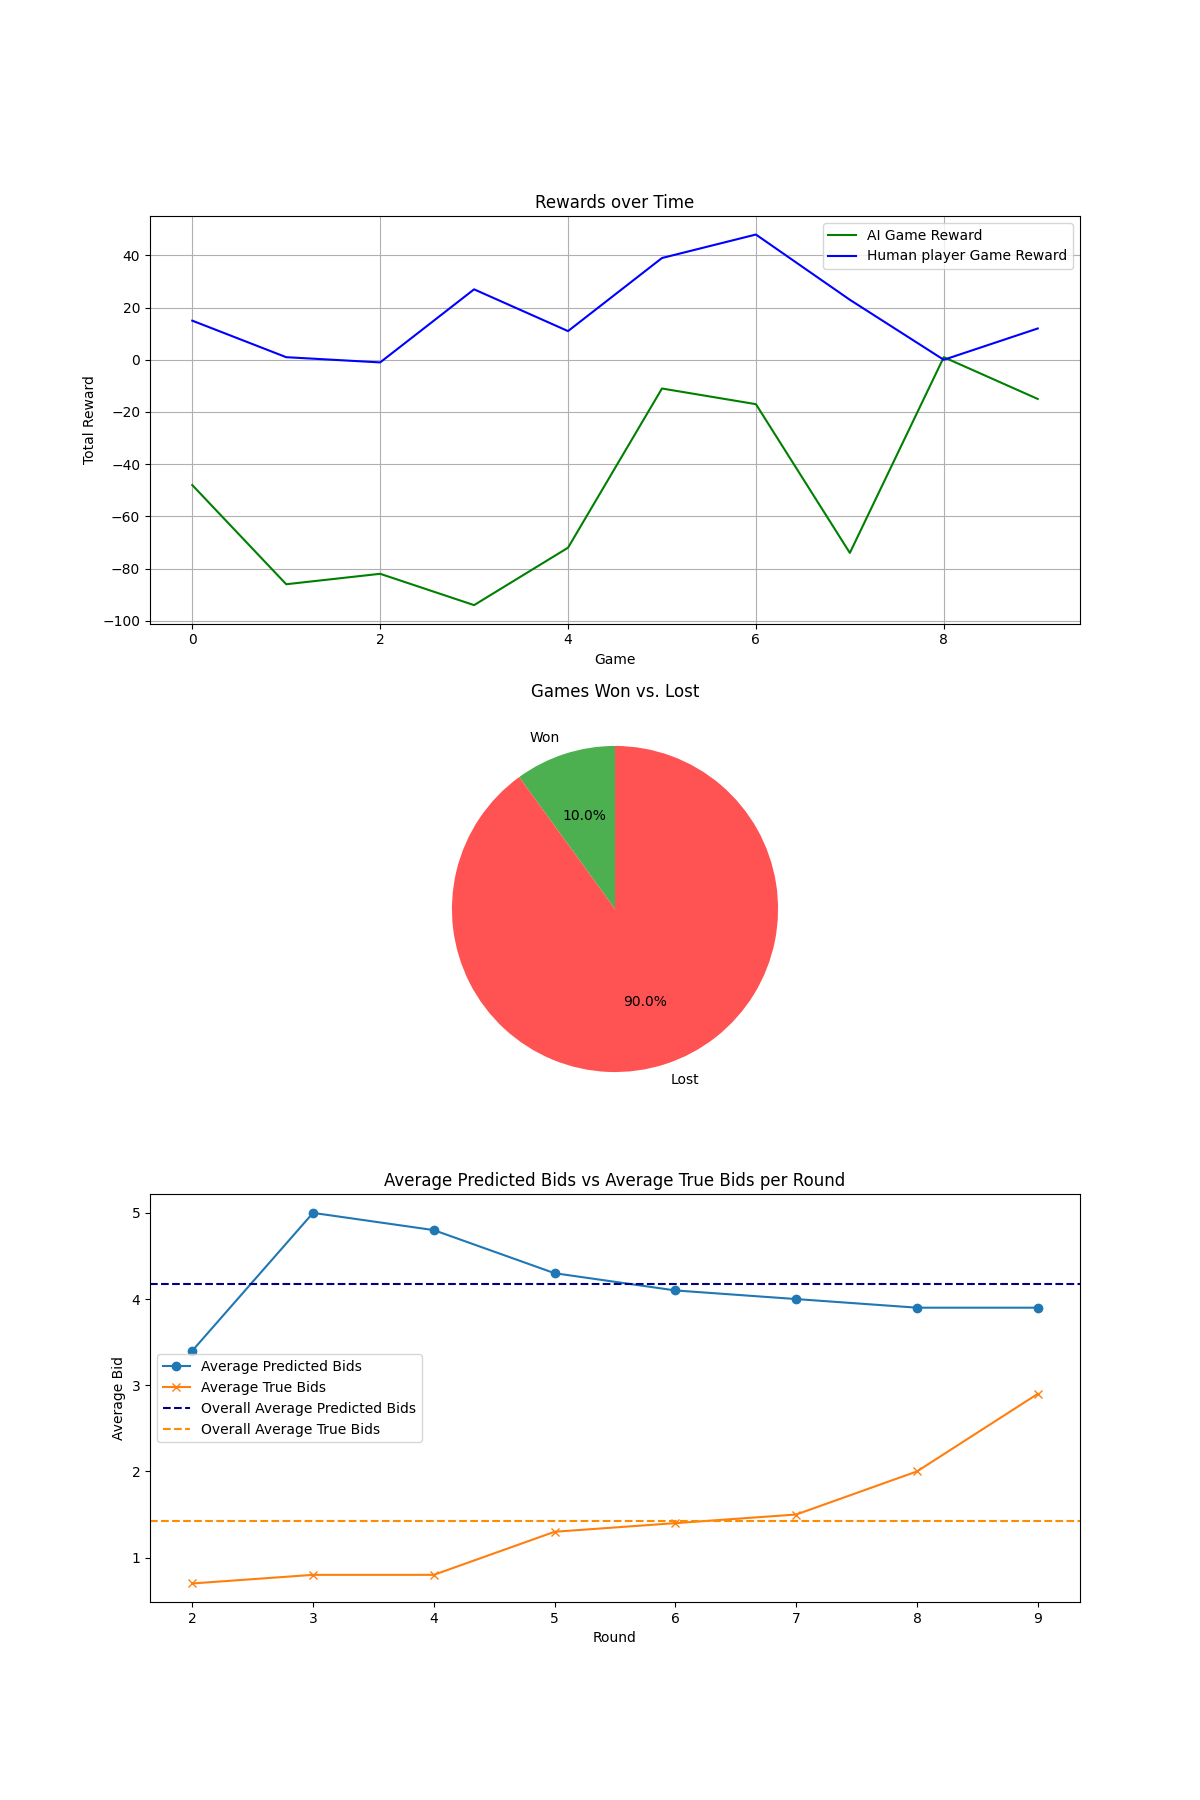 Rewards over Time
AI Game Reward
Human player Game Reward
40
20
0
−20
−40
−60
−80
−100
Total Reward
0 2 4 6 8
Game
Games Won vs. Lost
Won
10.0%
90.0%
Lost
Average Predicted Bids vs Average True Bids per Round
5
4
3
2
1
Average Bid
Average Predicted Bids
Average True Bids
Overall Average Predicted Bids
Overall Average True Bids
2 3 4 5 6 7 8 9
Round